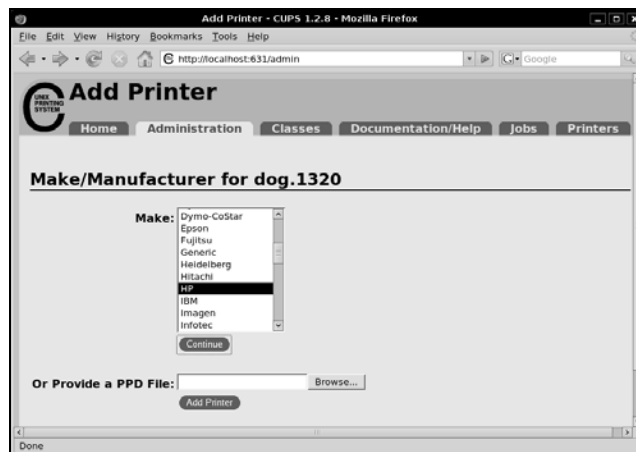 Add Printer - CUPS 1.2.8 - Mozilla Firefox
File Edit View History Bookmarks Tools Help
http://localhost:631/admin
Google
UNIX PRINTING SYSTEM
Add Printer
Home Administration Classes Documentation/Help Jobs Printers
Make/Manufacturer for dog.1320
Make:
Dymo-CoStar
Epson
Fujitsu
Generic
Heidelberg
Hitachi
HP
IBM
Imagen
Infotec
Continue
Or Provide a PPD File: Browse...
Add Printer
Done